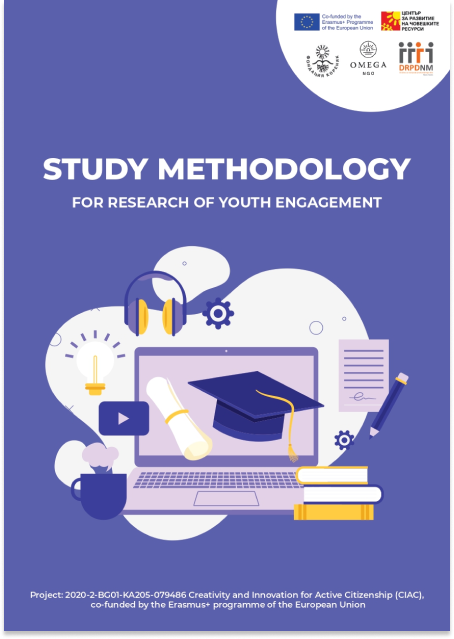 Co-funded by the
Erasmus+ Programme
of the European Union
ЦЕНТЪР
ЗА РАЗВИТИЕ
НА ЧОВЕШКИТЕ
РЕСУРСИ
ФОНДАЦИЯ КОРЕНЯК
OMEGA
NGO
DRPDNM
STUDY METHODOLOGY
FOR RESEARCH OF YOUTH ENGAGEMENT
Project: 2020-2-BG01-KA205-079486 Creativity and Innovation for Active Citizenship (CIAC),
co-funded by the Erasmus+ programme of the European Union